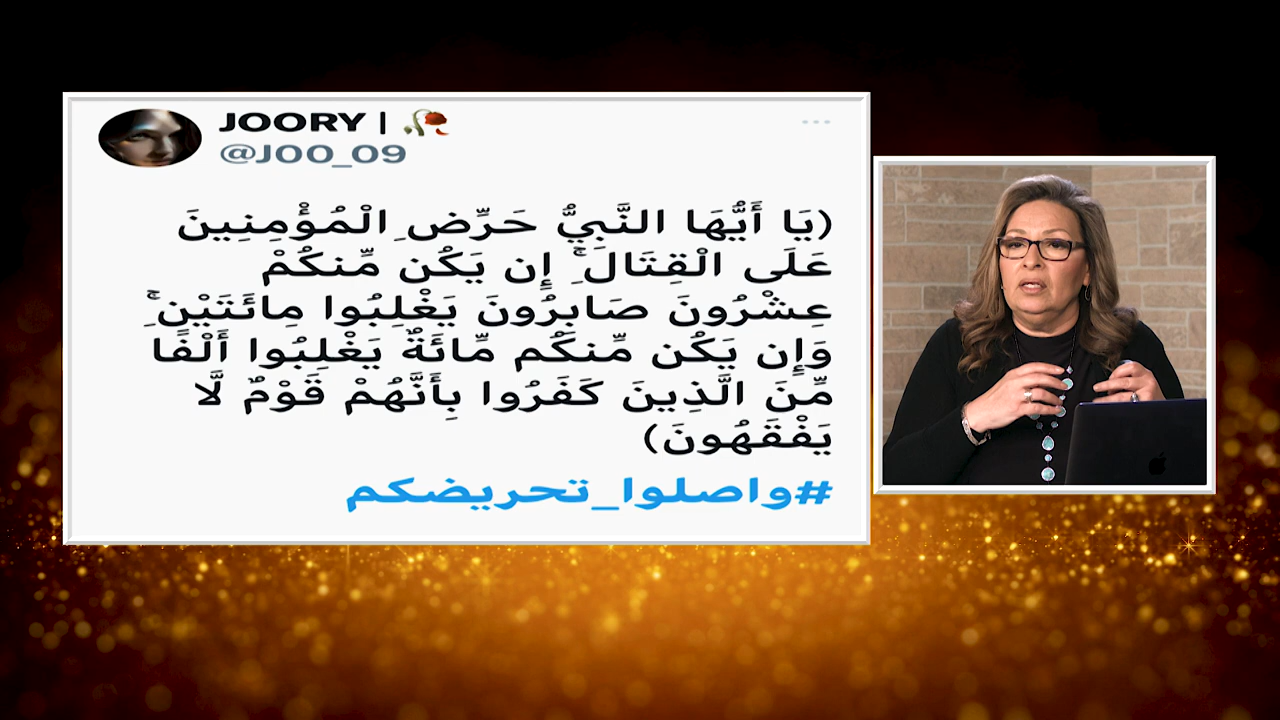 JOORY | 🥀
@JOO_09
(يَا أَيُّهَا النَّبِيُّ حَرِّضِ الْمُؤْمِنِينَ
عَلَى الْقِتَالِ ۚ إِن يَكُن مِّنكُمْ
عِشْرُونَ صَابِرُونَ يَغْلِبُوا مِائَتَيْنِ ۚ
وَإِن يَكُن مِّنكُم مِّائَةٌ يَغْلِبُوا أَلْفًا
مِّنَ الَّذِينَ كَفَرُوا بِأَنَّهُمْ قَوْمٌ لَّا
يَفْقَهُونَ)
#واصلوا_تحريضكم